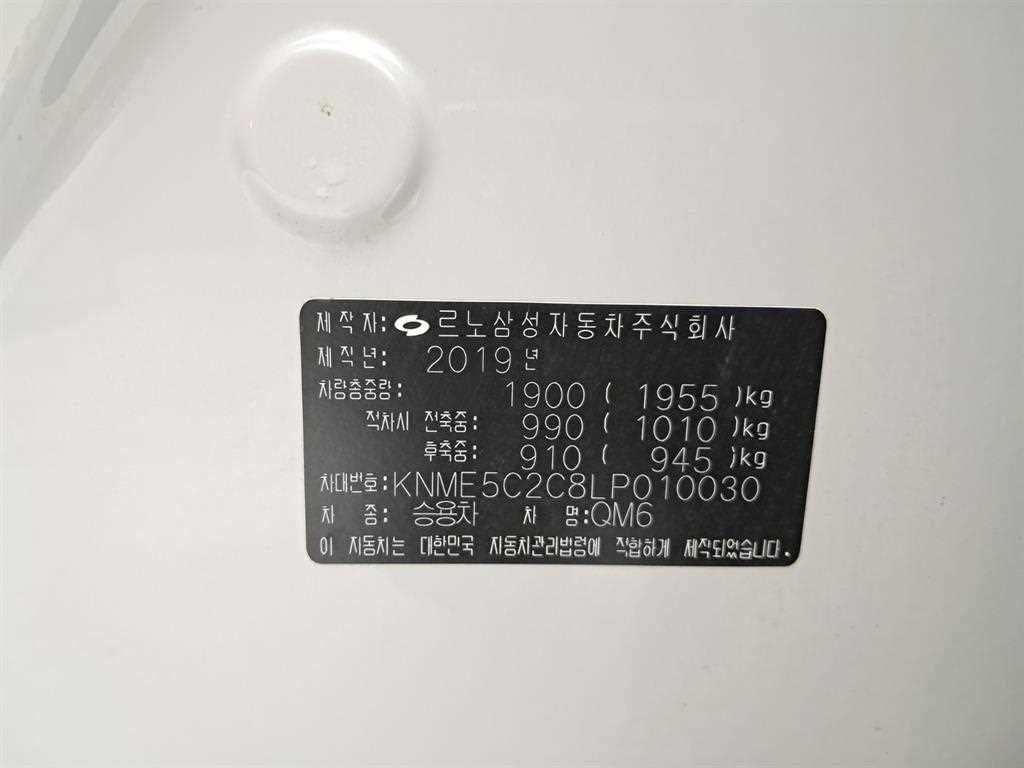 제작자: 르노삼성자동차주식회사
제작년: 2019년
차량총중량: 1900 ( 1955 )kg
적차시 전축중: 990 ( 1010 )kg
후축중: 910 ( 945 )kg
차대번호: KNME5C2C8LP010030
차 종: 승용차 차 명: QM6
이 자동차는 대한민국 자동차관리법령에 적합하게 제작되었습니다.